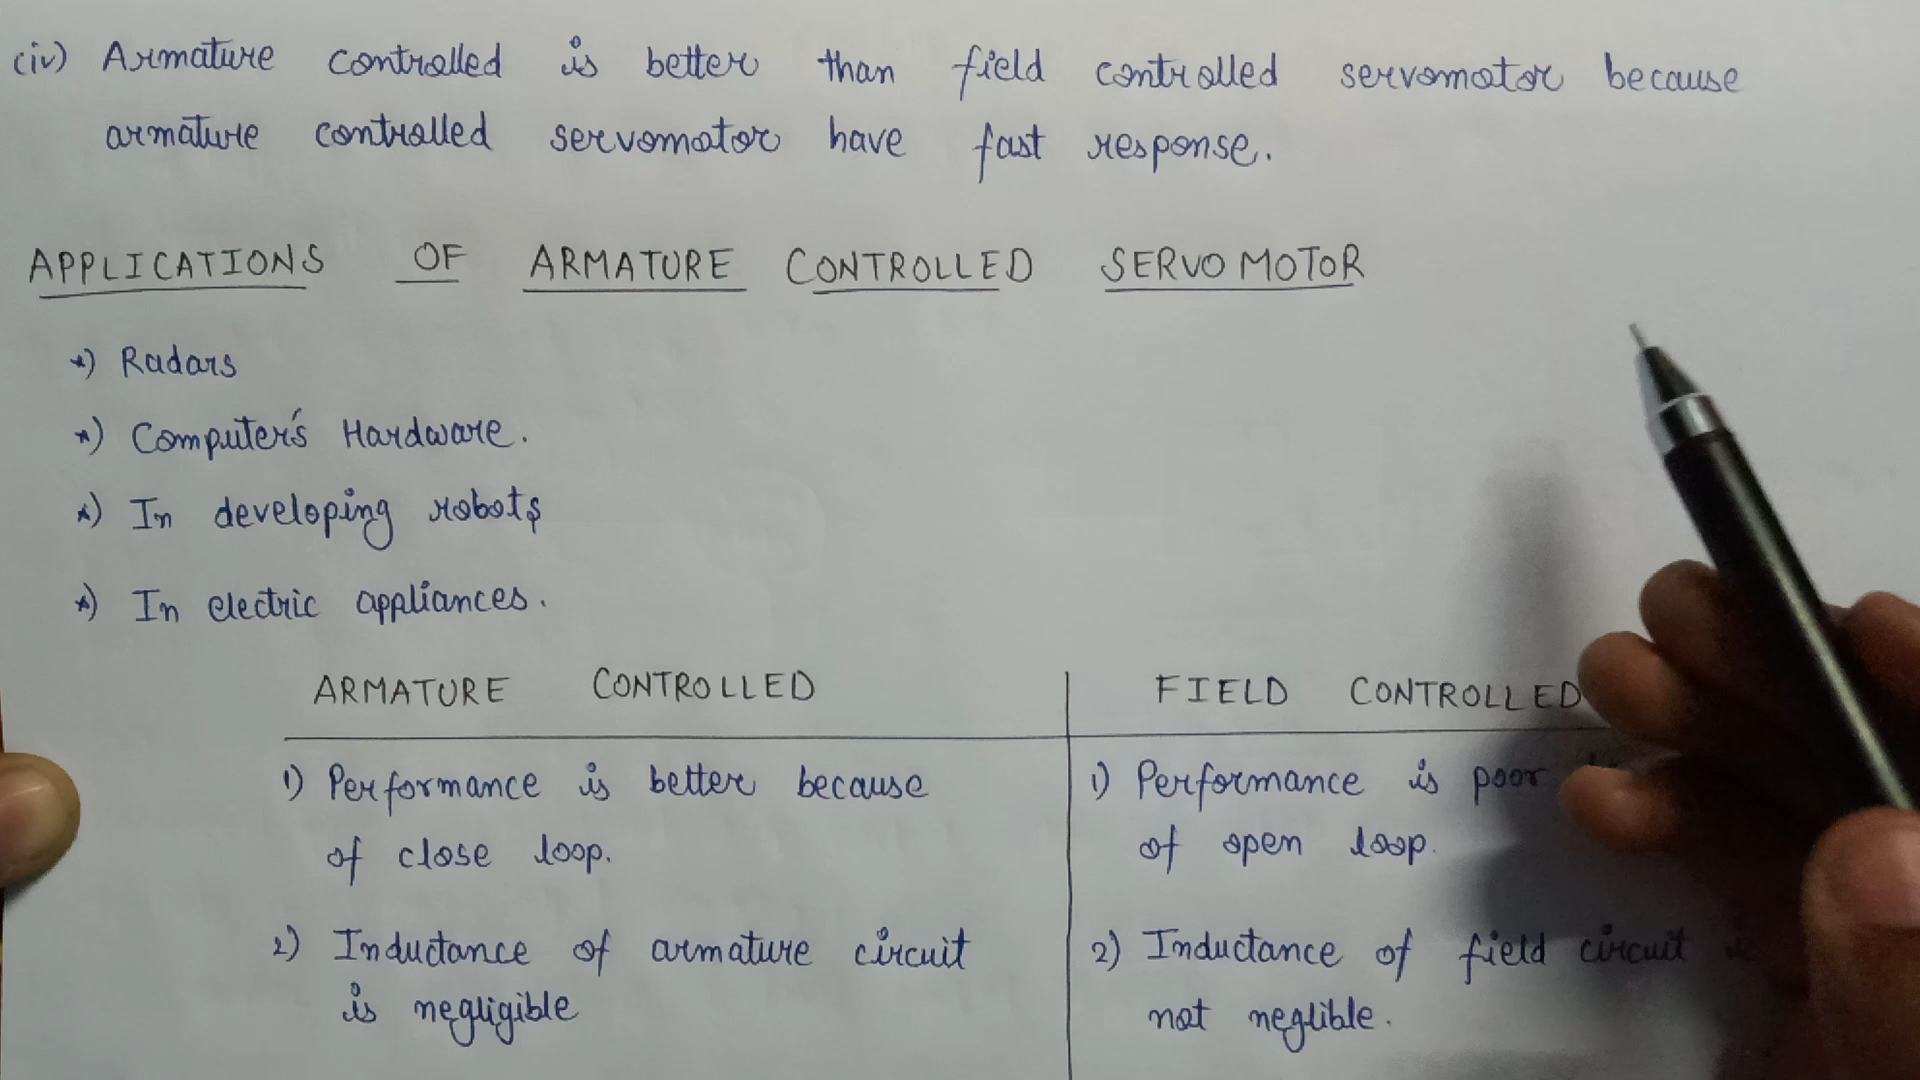 (iv) Armature controlled is better than field controlled servomotor because
armature controlled servomotor have fast response.
APPLICATIONS OF ARMATURE CONTROLLED SERVO MOTOR
*) Radars
*) Computer's Hardware.
*) In developing robots
*) In electric appliances.
ARMATURE CONTROLLED
1) Performance is better because
of close loop.
2) Inductance of armature circuit
is negligible
FIELD CONTROLLED
1) Performance is poor
of open loop.
2) Inductance of field circuit
not neglible.